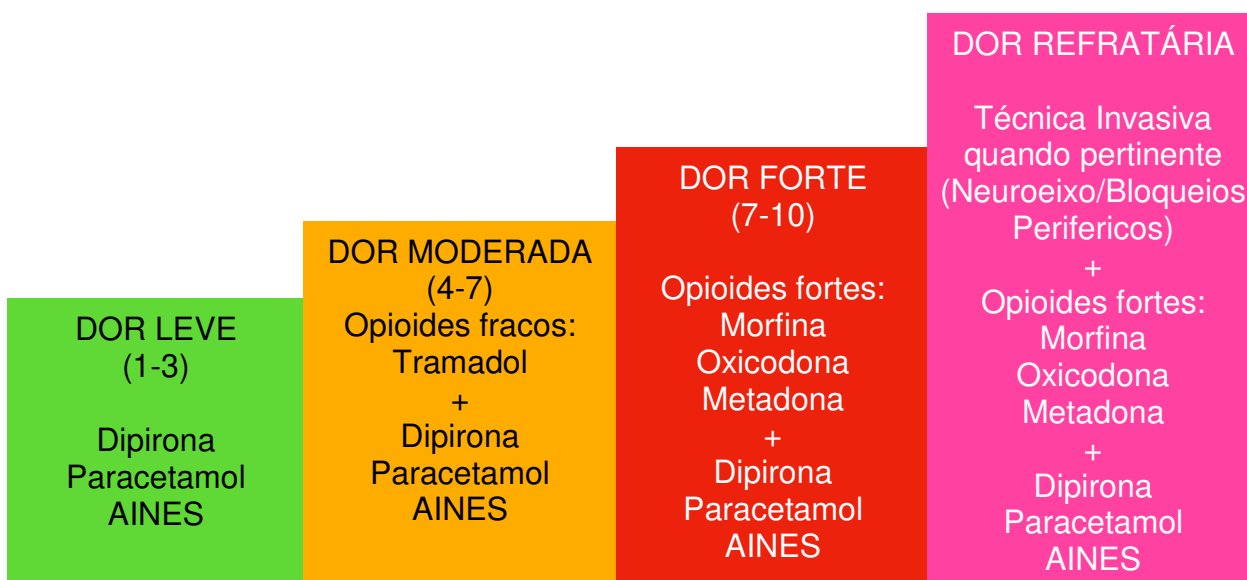 DOR LEVE
(1-3)
Dipirona
Paracetamol
AINES
DOR MODERADA
(4-7)
Opioides fracos:
Tramadol
+
Dipirona
Paracetamol
AINES
DOR FORTE
(7-10)
Opioides fortes:
Morfina
Oxicodona
Metadona
+
Dipirona
Paracetamol
AINES
DOR REFRATÁRIA
Técnica Invasiva
quando pertinente
(Neuroeixo/Bloqueios
Perifericos)
+
Opioides fortes:
Morfina
Oxicodona
Metadona
+
Dipirona
Paracetamol
AINES